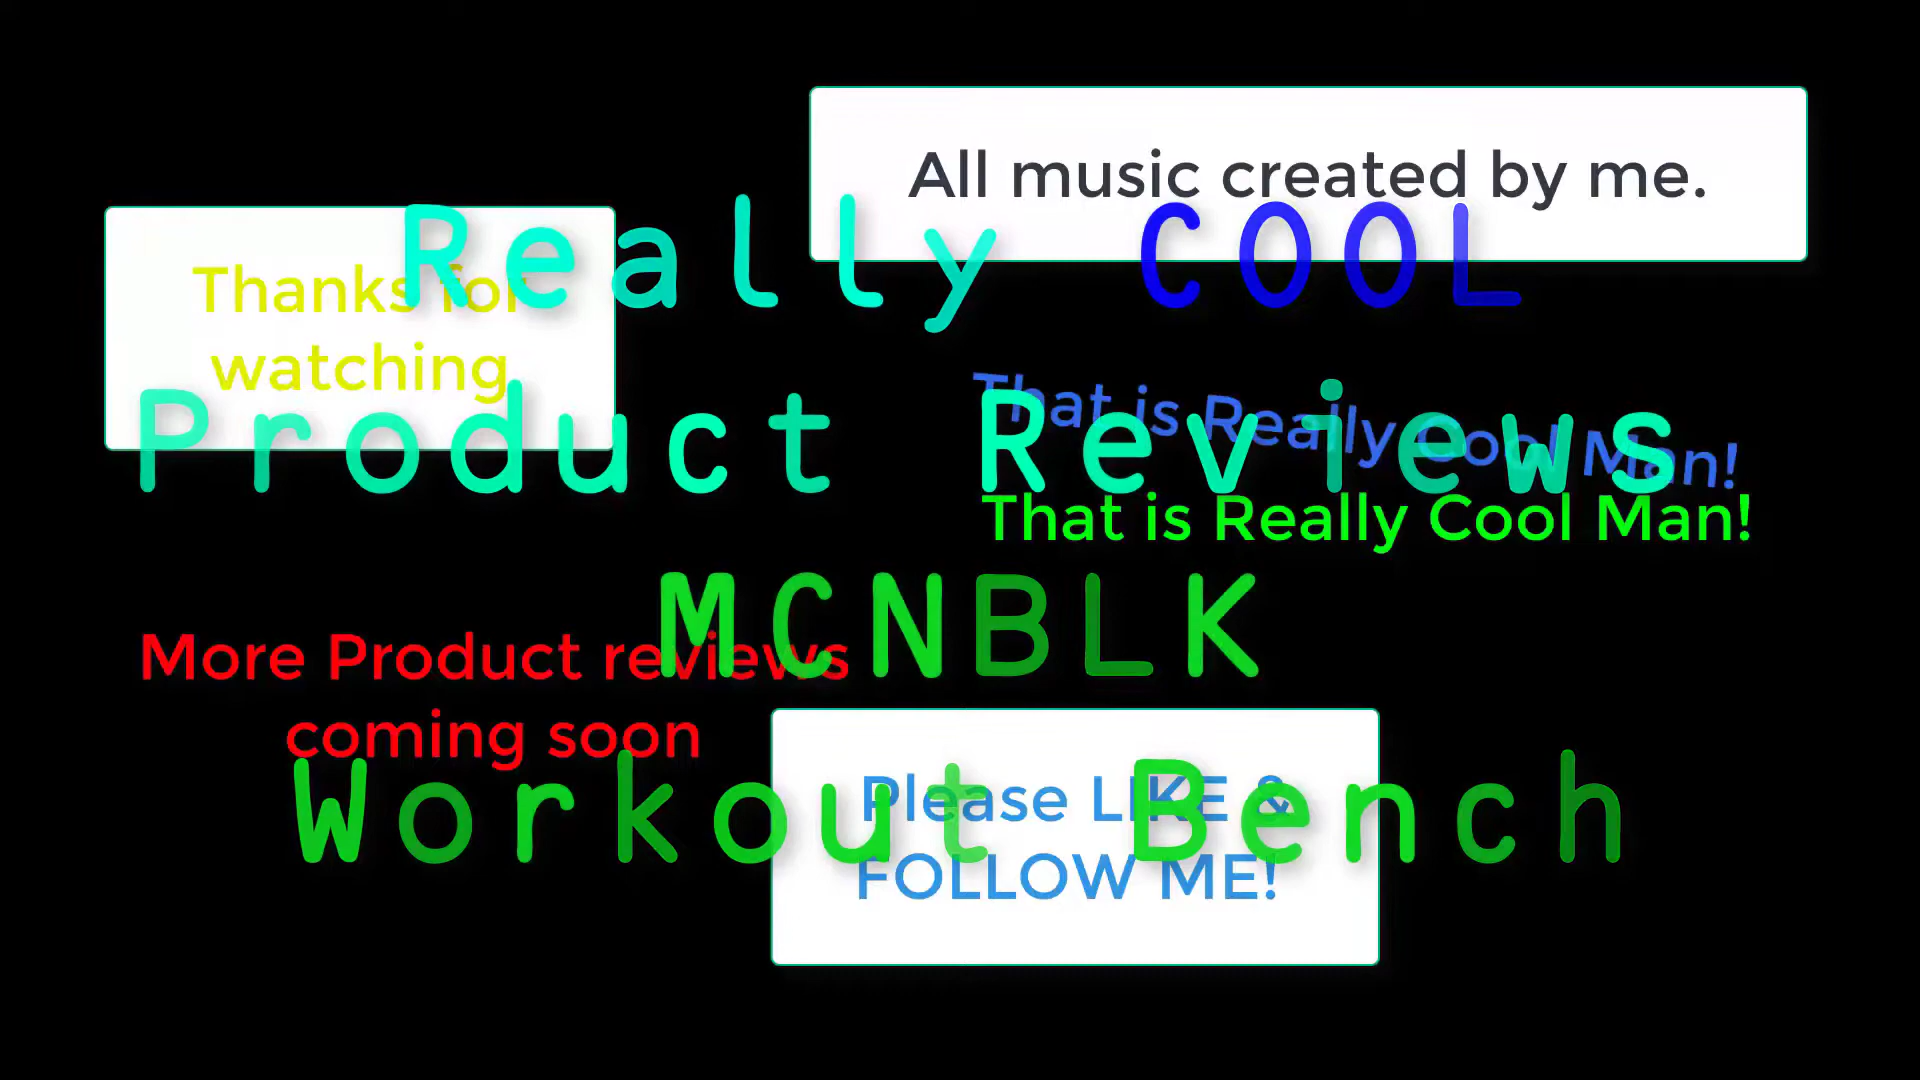 All music created by me.
Really COOL
Thanks for
watching
Product Reviews
That is Really Cool Man!
That is Really Cool Man!
MCNBLK
More Product reviews
coming soon
Workout Bench
Please LIKE &
FOLLOW ME!